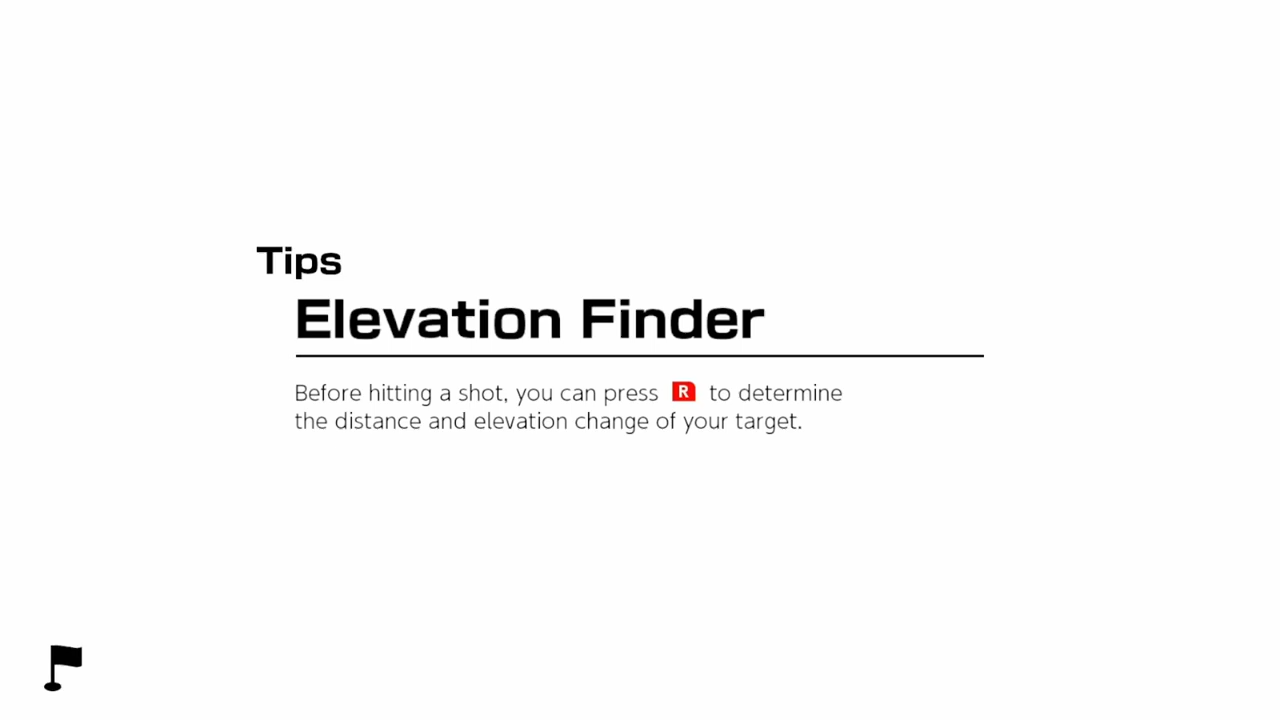 Tips
Elevation Finder
Before hitting a shot, you can press R to determine
the distance and elevation change of your target.